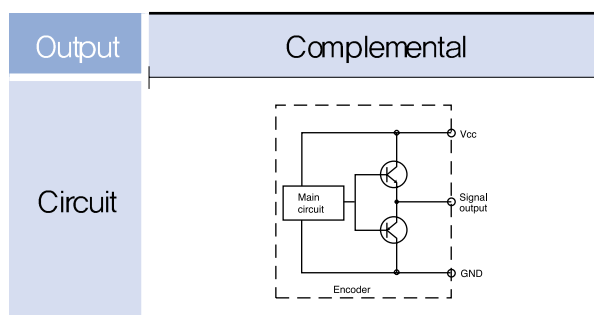 Output
Complemental
Circuit
Vcc
Main
circuit
Signal
output
GND
Encoder